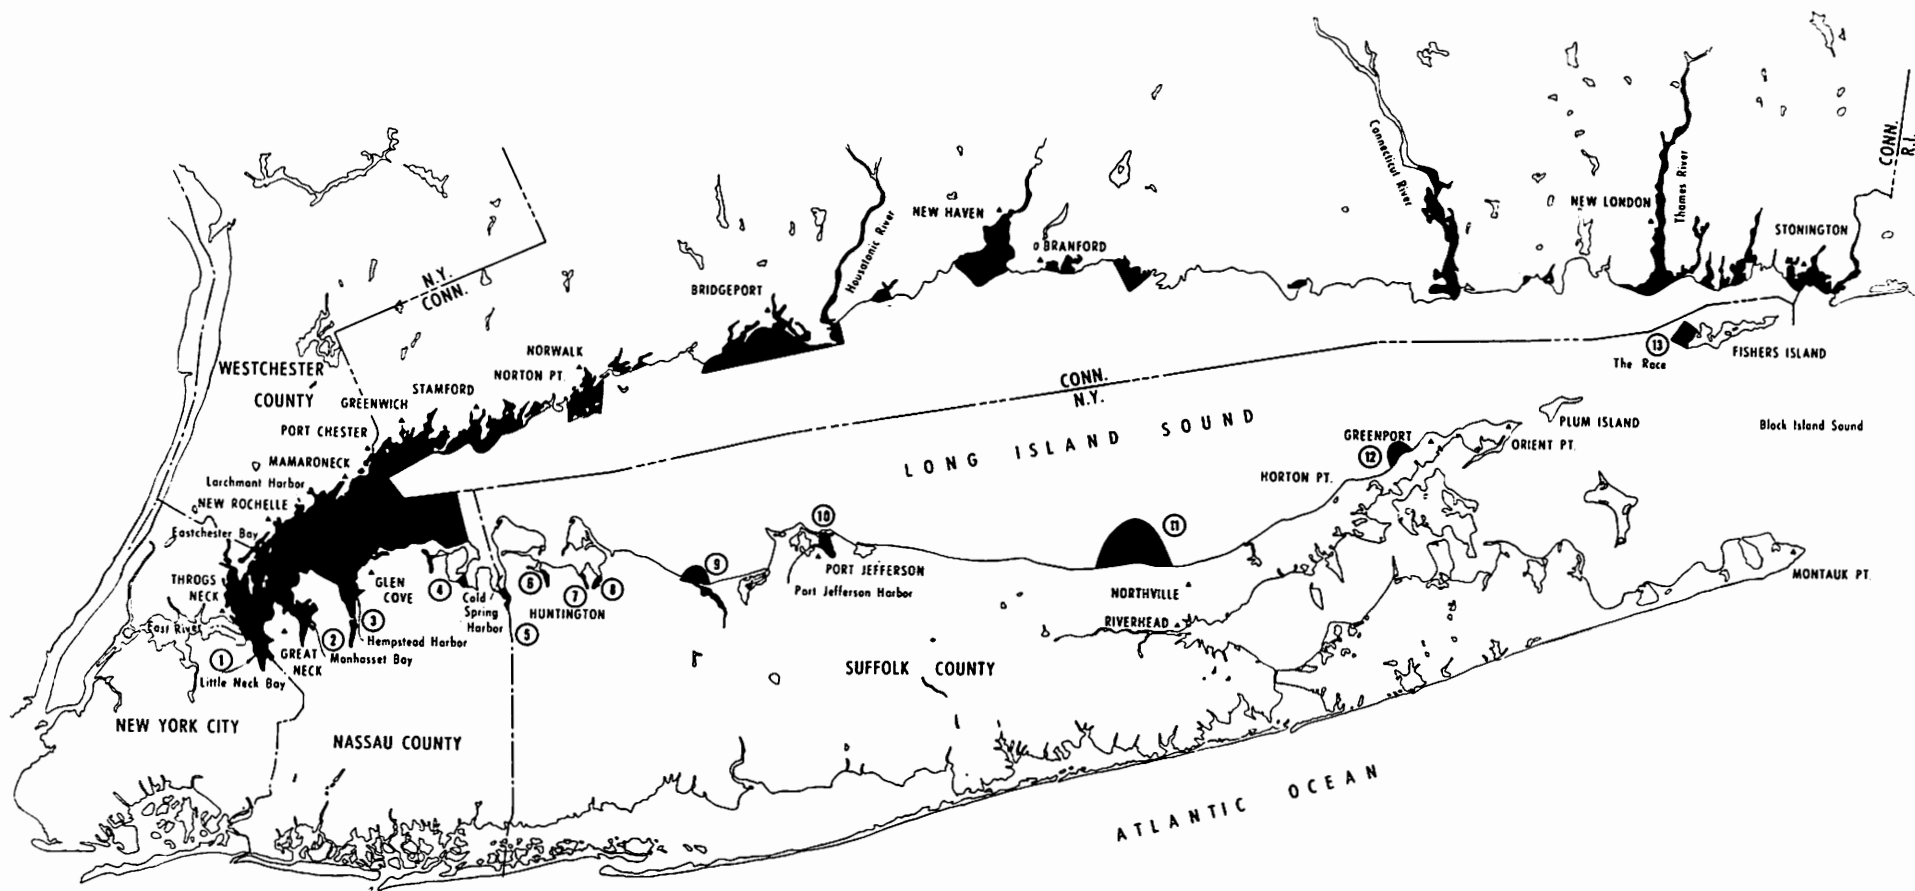 CONN.
R.I.
Connecticut River
Thames River
NEW LONDON
STONINGTON
NEW HAVEN
Housatonic River
BRANFORD
N.Y.
CONN.
BRIDGEPORT
NORWALK
NORTON PT.
WESTCHESTER
COUNTY
STAMFORD
GREENWICH
PORT CHESTER
MAMARONECK
Larchmant Harbor
NEW ROCHELLE
Eastchester Bay
THROGS
NECK
East River
CONN.
N.Y.
LONG ISLAND SOUND
13
The Race
FISHERS ISLAND
PLUM ISLAND
Block Island Sound
GREENPORT
12
ORIENT PT.
HORTON PT.
10
11
9
PORT JEFFERSON
Port Jefferson Harbor
GLEN
COVE
4
Cold
Spring
Harbor
6
7
8
HUNTINGTON
5
3
Hempstead Harbor
2
Manhasset Bay
GREAT
NECK
1
Little Neck Bay
NORTHVILLE
RIVERHEAD
MONTAUK PT.
SUFFOLK COUNTY
NEW YORK CITY
NASSAU COUNTY
ATLANTIC OCEAN